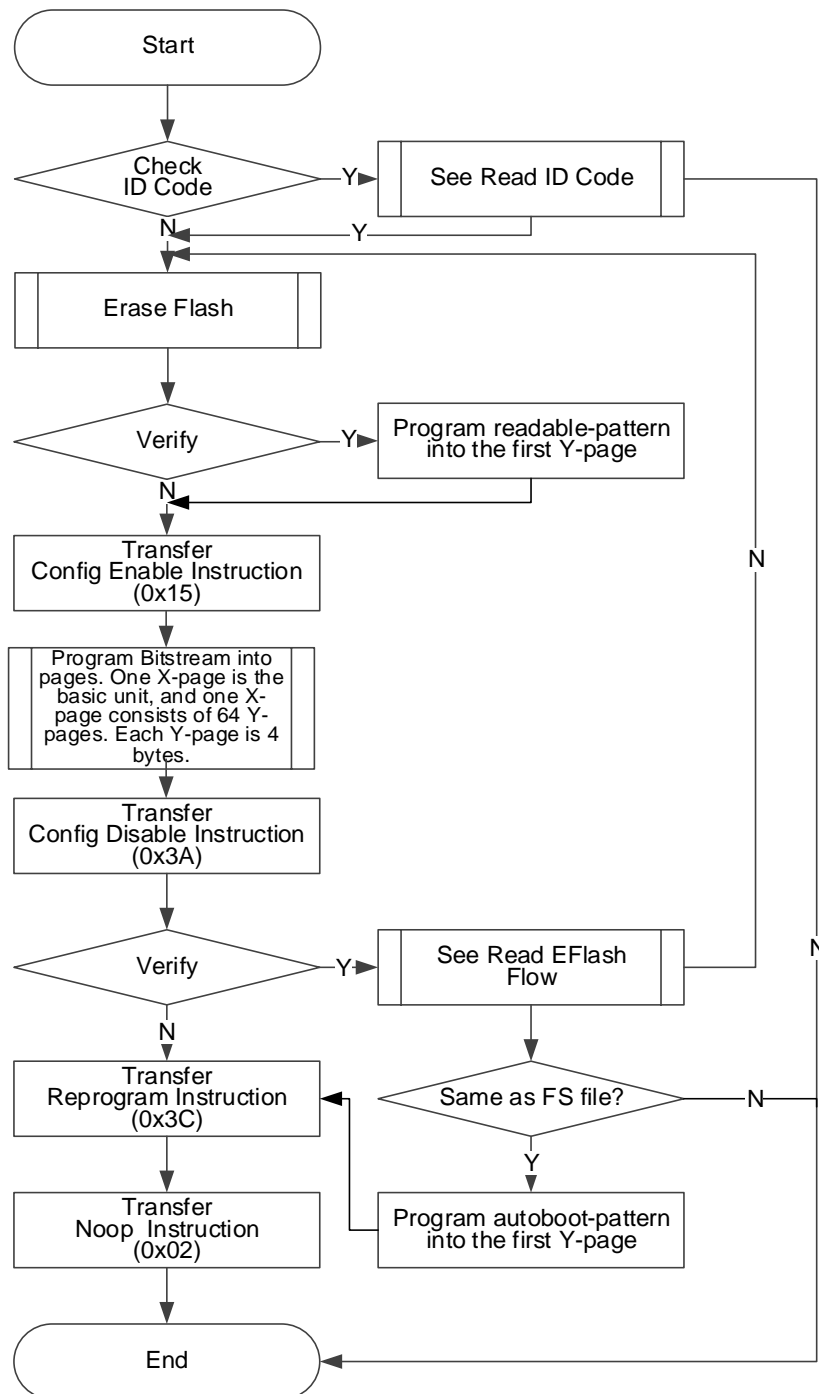 Start
Check
ID Code
Y
See Read ID Code
N
Y
Erase Flash
Verify
Y
Program readable-pattern
into the first Y-page
N
Transfer
Config Enable Instruction
(0x15)
N
Program Bitstream into
pages. One X-page is the
basic unit, and one X-
page consists of 64 Y-
pages. Each Y-page is 4
bytes.
Transfer
Config Disable Instruction
(0x3A)
Verify
Y
See Read EFlash
Flow
N
N
Transfer
Reprogram Instruction
(0x3C)
Same as FS file?
N
Y
Transfer
Noop Instruction
(0x02)
Program autoboot-pattern
into the first Y-page
End